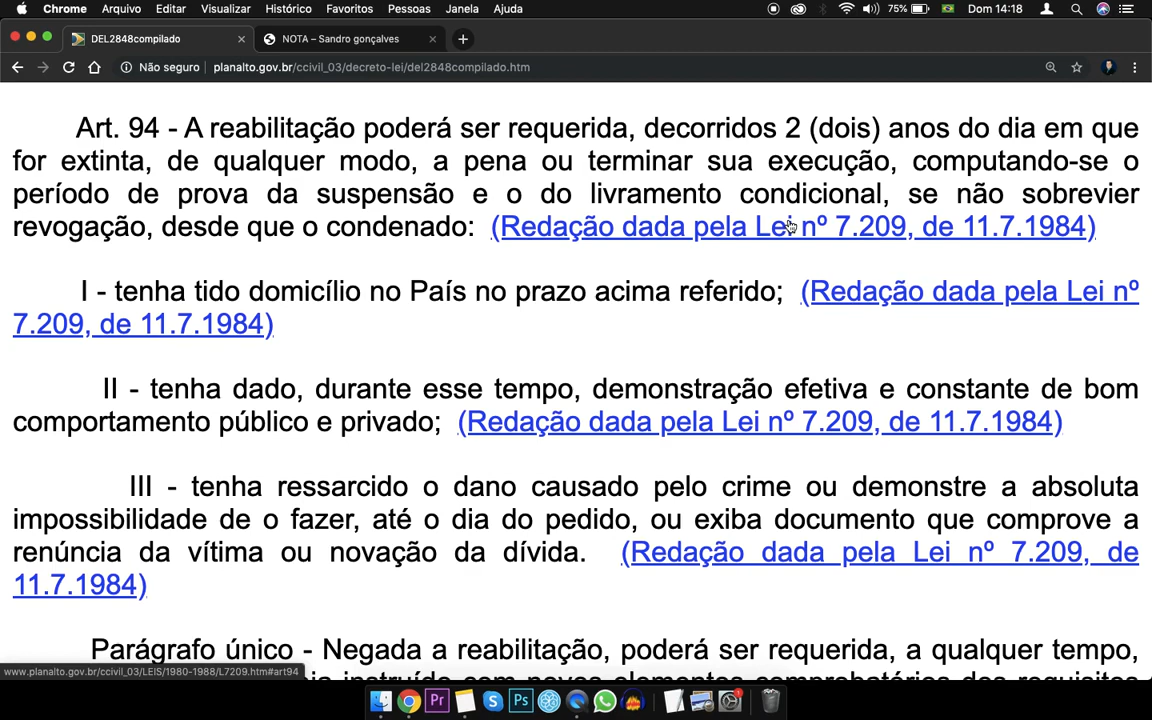 Chrome Arquivo Editar Visualizar Histórico Favoritos Pessoas Janela Ajuda 75% Dom 14:18
DEL2848compilado NOTA – Sandro gonçalves
Não seguro planalto.gov.br/ccivil_03/decreto-lei/del2848compilado.htm
Art. 94 - A reabilitação poderá ser requerida, decorridos 2 (dois) anos do dia em que
for extinta, de qualquer modo, a pena ou terminar sua execução, computando-se o
período de prova da suspensão e o do livramento condicional, se não sobrevier
revogação, desde que o condenado: (Redação dada pela Lei nº 7.209, de 11.7.1984)
I - tenha tido domicílio no País no prazo acima referido; (Redação dada pela Lei nº
7.209, de 11.7.1984)
II - tenha dado, durante esse tempo, demonstração efetiva e constante de bom
comportamento público e privado; (Redação dada pela Lei nº 7.209, de 11.7.1984)
III - tenha ressarcido o dano causado pelo crime ou demonstre a absoluta
impossibilidade de o fazer, até o dia do pedido, ou exiba documento que comprove a
renúncia da vítima ou novação da dívida. (Redação dada pela Lei nº 7.209, de
11.7.1984)
Parágrafo único - Negada a reabilitação, poderá ser requerida, a qualquer tempo,
www.planalto.gov.br/ccivil_03/LEIS/1980-1988/L7209.htm#art94
instruído com novos elementos comprobatórios dos requisitos
Pr Ps